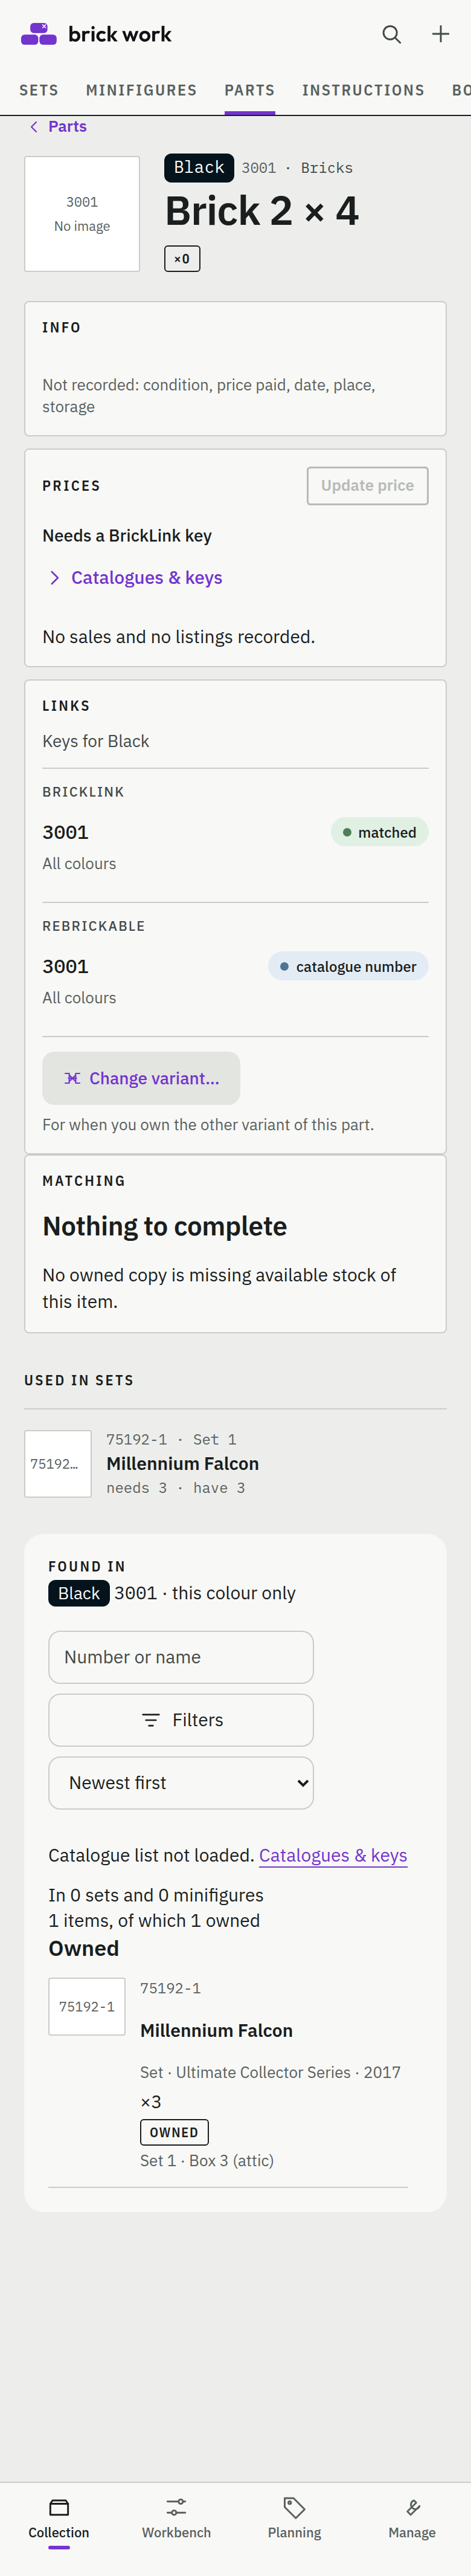 brick work
SETS MINIFIGURES PARTS INSTRUCTIONS BO
Parts
3001
No image
Black 3001 · Bricks
Brick 2 × 4
×0
INFO
Not recorded: condition, price paid, date, place,
storage
PRICES
Update price
Needs a BrickLink key
Catalogues & keys
No sales and no listings recorded.
LINKS
Keys for Black
BRICKLINK
3001
matched
All colours
REBRICKABLE
3001
catalogue number
All colours
Change variant…
For when you own the other variant of this part.
MATCHING
Nothing to complete
No owned copy is missing available stock of
this item.
USED IN SETS
75192…
75192-1 · Set 1
Millennium Falcon
needs 3 · have 3
FOUND IN
Black 3001 · this colour only
Number or name
Filters
Newest first
Catalogue list not loaded. Catalogues & keys
In 0 sets and 0 minifigures
1 items, of which 1 owned
Owned
75192-1
75192-1
Millennium Falcon
Set · Ultimate Collector Series · 2017
×3
OWNED
Set 1 · Box 3 (attic)
Collection Workbench Planning Manage